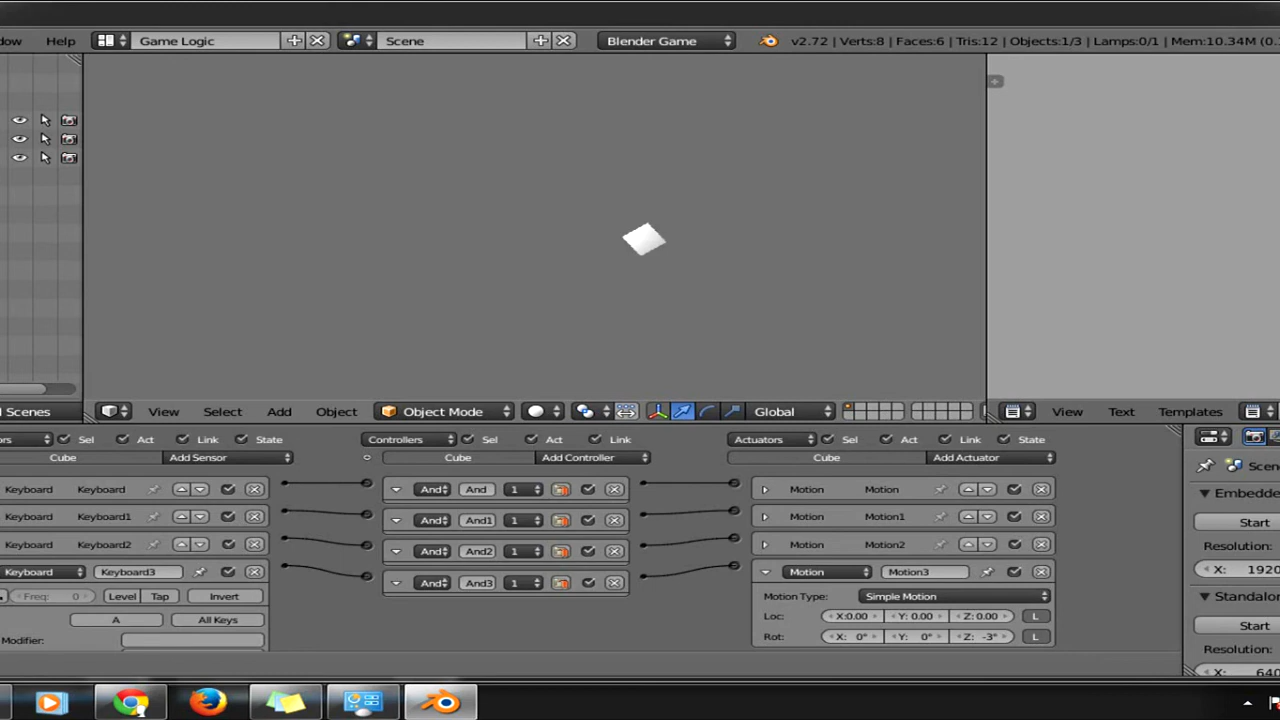 dow Help Game Logic Scene Blender Game v2.72 | Verts:8 | Faces:6 | Tris:12 | Objects:1/3 | Lamps:0/1 | Mem:10.34M (0.
Scenes View Select Add Object Object Mode Global View Text Templates
ors Sel Act Link State Controllers Sel Act Link Actuators Sel Act Link State
Cube Add Sensor Cube Add Controller Cube Add Actuator Scene
Keyboard Keyboard And And 1 Motion Motion Embedde
Keyboard Keyboard1 And And1 1 Motion Motion1 Start
Keyboard Keyboard2 And And2 1 Motion Motion2 Resolution:
Keyboard Keyboard3 And And3 1 Motion Motion3 X: 1920
Freq: 0 Level Tap Invert Motion Type: Simple Motion Standalor
A All Keys Loc: X:0.00 Y: 0.00 Z: 0.00 L Start
Modifier: Rot: X: 0° Y: 0° Z: -3° L Resolution:
X: 640